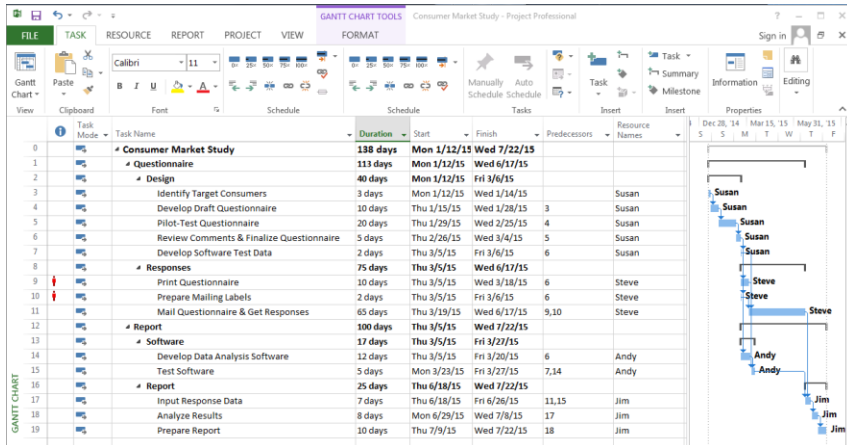 GANTT CHART TOOLS Consumer Market Study - Project Professional
FILE TASK RESOURCE REPORT PROJECT VIEW FORMAT Sign in
Gantt Chart Paste Calibri 11 B I U A 0% 25% 50% 75% 100% 0% 25% 50% 75% 100% Manually Schedule Auto Schedule Task Task Summary Milestone Information Editing
View Clipboard Font Schedule Schedule Tasks Insert Insert Properties
Task Mode Task Name Duration Start Finish Predecessors Resource Names Dec 28, '14 Mar 15, '15 May 31, '15
S S M T W T F
0 Consumer Market Study 138 days Mon 1/12/15 Wed 7/22/15
1 Questionnaire 113 days Mon 1/12/15 Wed 6/17/15
2 Design 40 days Mon 1/12/15 Fri 3/6/15
3 Identify Target Consumers 3 days Mon 1/12/15 Wed 1/14/15 Susan Susan
4 Develop Draft Questionnaire 10 days Thu 1/15/15 Wed 1/28/15 3 Susan Susan
5 Pilot-Test Questionnaire 20 days Thu 1/29/15 Wed 2/25/15 4 Susan Susan
6 Review Comments & Finalize Questionnaire 5 days Thu 2/26/15 Wed 3/4/15 5 Susan Susan
7 Develop Software Test Data 2 days Thu 3/5/15 Fri 3/6/15 6 Susan Susan
8 Responses 75 days Thu 3/5/15 Wed 6/17/15
9 Print Questionnaire 10 days Thu 3/5/15 Wed 3/18/15 6 Steve Steve
10 Prepare Mailing Labels 2 days Thu 3/5/15 Fri 3/6/15 6 Steve Steve
11 Mail Questionnaire & Get Responses 65 days Thu 3/19/15 Wed 6/17/15 9,10 Steve Steve
12 Report 100 days Thu 3/5/15 Wed 7/22/15
13 Software 17 days Thu 3/5/15 Fri 3/27/15
14 Develop Data Analysis Software 12 days Thu 3/5/15 Fri 3/20/15 6 Andy Andy
15 Test Software 5 days Mon 3/23/15 Fri 3/27/15 7,14 Andy Andy
16 Report 25 days Thu 6/18/15 Wed 7/22/15
17 Input Response Data 7 days Thu 6/18/15 Fri 6/26/15 11,15 Jim Jim
18 Analyze Results 8 days Mon 6/29/15 Wed 7/8/15 17 Jim Jim
19 Prepare Report 10 days Thu 7/9/15 Wed 7/22/15 18 Jim Jim
GANTT CHART